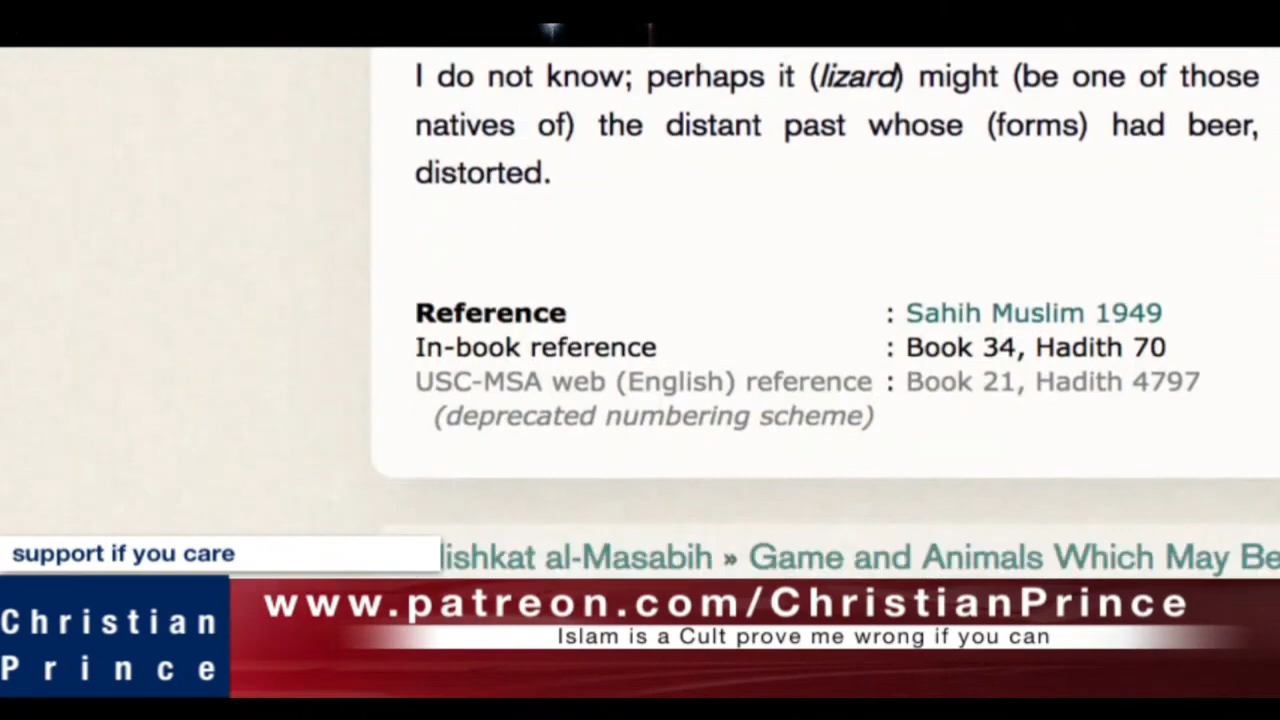 I do not know; perhaps it (lizard) might (be one of those
natives of) the distant past whose (forms) had beer,
distorted.
Reference : Sahih Muslim 1949
In-book reference : Book 34, Hadith 70
USC-MSA web (English) reference : Book 21, Hadith 4797
(deprecated numbering scheme)
support if you care
lishkat al-Masabih » Game and Animals Which May Be
Christian
Prince
www.patreon.com/ChristianPrince
Islam is a Cult prove me wrong if you can